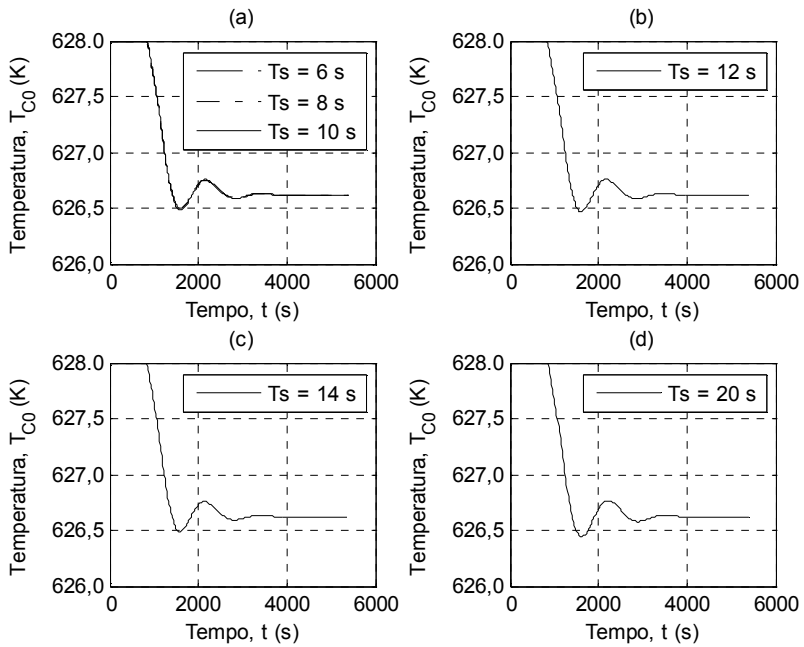 (a)
628.0
627,5
627,0
626,5
626,0
Temperatura, T_C0 (K)
Ts = 6 s
Ts = 8 s
Ts = 10 s
0 2000 4000 6000
Tempo, t (s)
(b)
628.0
627,5
627,0
626,5
626,0
Temperatura, T_C0 (K)
Ts = 12 s
0 2000 4000 6000
Tempo, t (s)
(c)
628.0
627,5
627,0
626,5
626,0
Temperatura, T_C0 (K)
Ts = 14 s
0 2000 4000 6000
Tempo, t (s)
(d)
628.0
627,5
627,0
626,5
626,0
Temperatura, T_C0 (K)
Ts = 20 s
0 2000 4000 6000
Tempo, t (s)